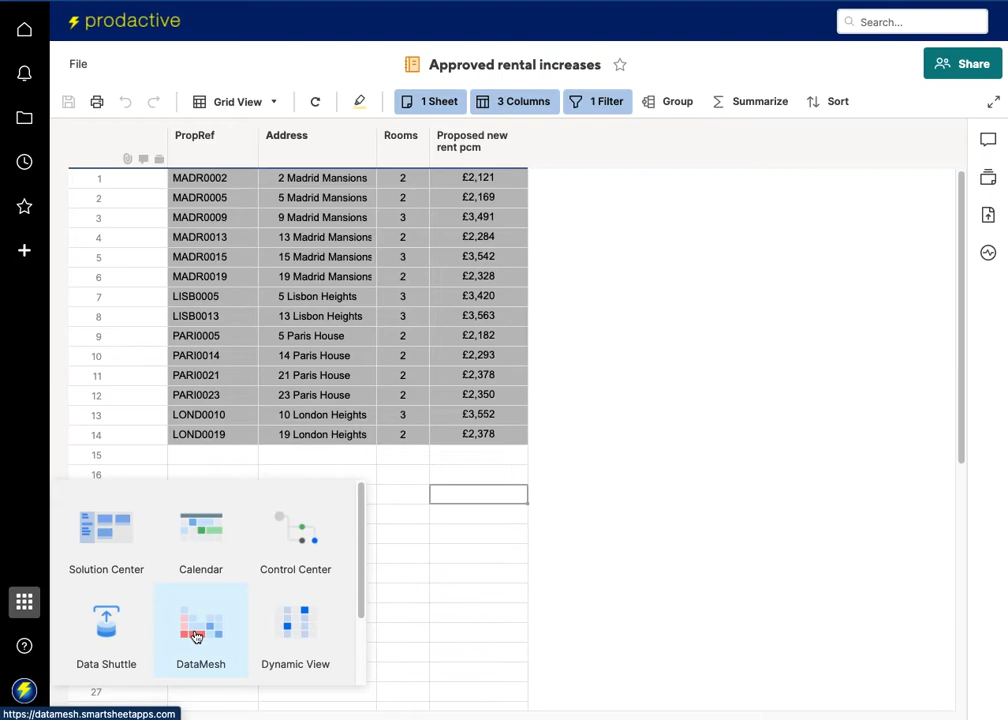 prodactive
Search...
File
Approved rental increases
Share
Grid View
1 Sheet
3 Columns
1 Filter
Group
Summarize
Sort
PropRef Address Rooms Proposed new rent pcm
1 MADR0002 2 Madrid Mansions 2 £2,121
2 MADR0005 5 Madrid Mansions 2 £2,169
3 MADR0009 9 Madrid Mansions 3 £3,491
4 MADR0013 13 Madrid Mansions 2 £2,284
5 MADR0015 15 Madrid Mansions 3 £3,542
6 MADR0019 19 Madrid Mansions 2 £2,328
7 LISB0005 5 Lisbon Heights 3 £3,420
8 LISB0013 13 Lisbon Heights 3 £3,563
9 PARI0005 5 Paris House 2 £2,182
10 PARI0014 14 Paris House 2 £2,293
11 PARI0021 21 Paris House 2 £2,378
12 PARI0023 23 Paris House 2 £2,350
13 LOND0010 10 London Heights 3 £3,552
14 LOND0019 19 London Heights 2 £2,378
15
16
Solution Center
Calendar
Control Center
Data Shuttle
DataMesh
Dynamic View
27
https://datamesh.smartsheetapps.com